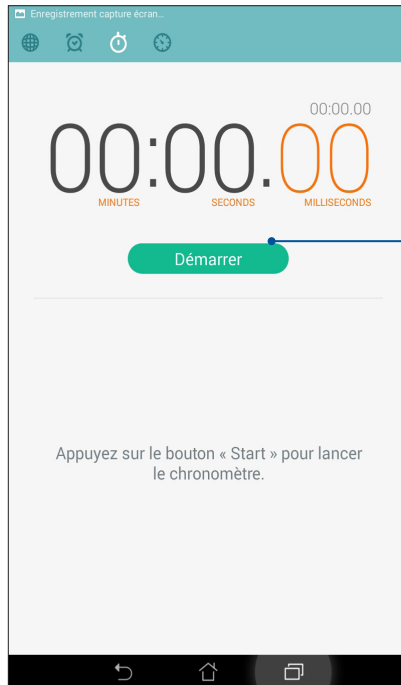 Enregistrement capture écran...
00:00.00
00:00.00
MINUTES SECONDS MILLISECONDS
Démarrer
Appuyez sur le bouton « Start » pour lancer
le chronomètre.